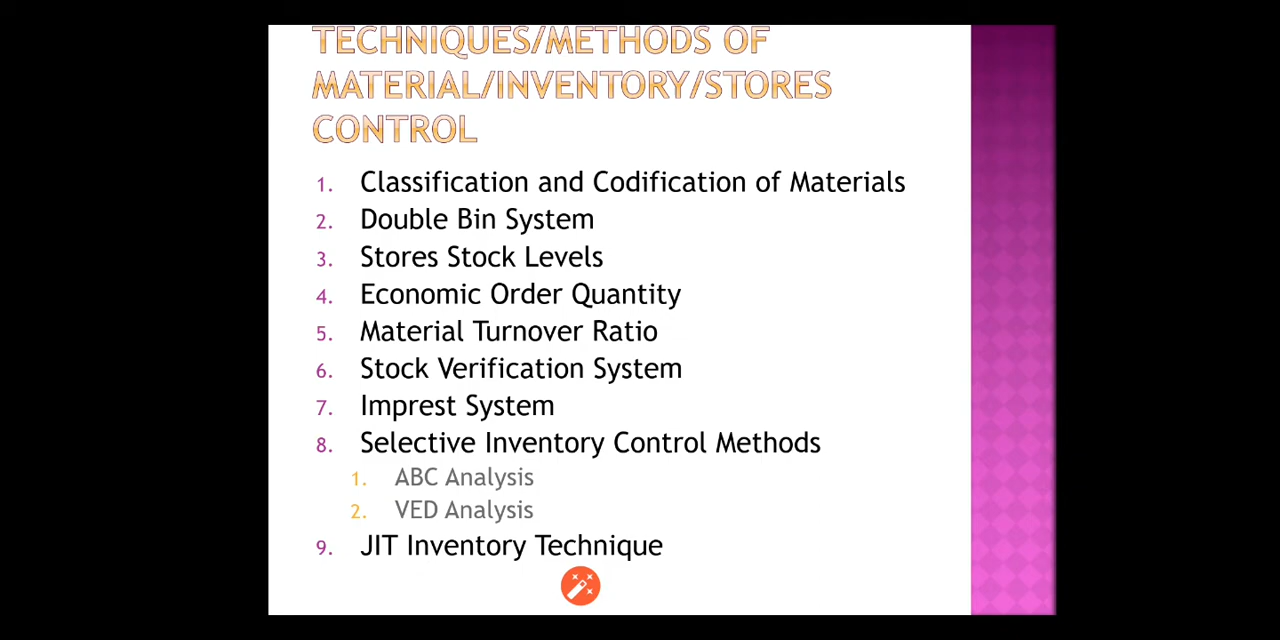 TECHNIQUES/METHODS OF
MATERIAL/INVENTORY/STORES
CONTROL
1. Classification and Codification of Materials
2. Double Bin System
3. Stores Stock Levels
4. Economic Order Quantity
5. Material Turnover Ratio
6. Stock Verification System
7. Imprest System
8. Selective Inventory Control Methods
1. ABC Analysis
2. VED Analysis
9. JIT Inventory Technique